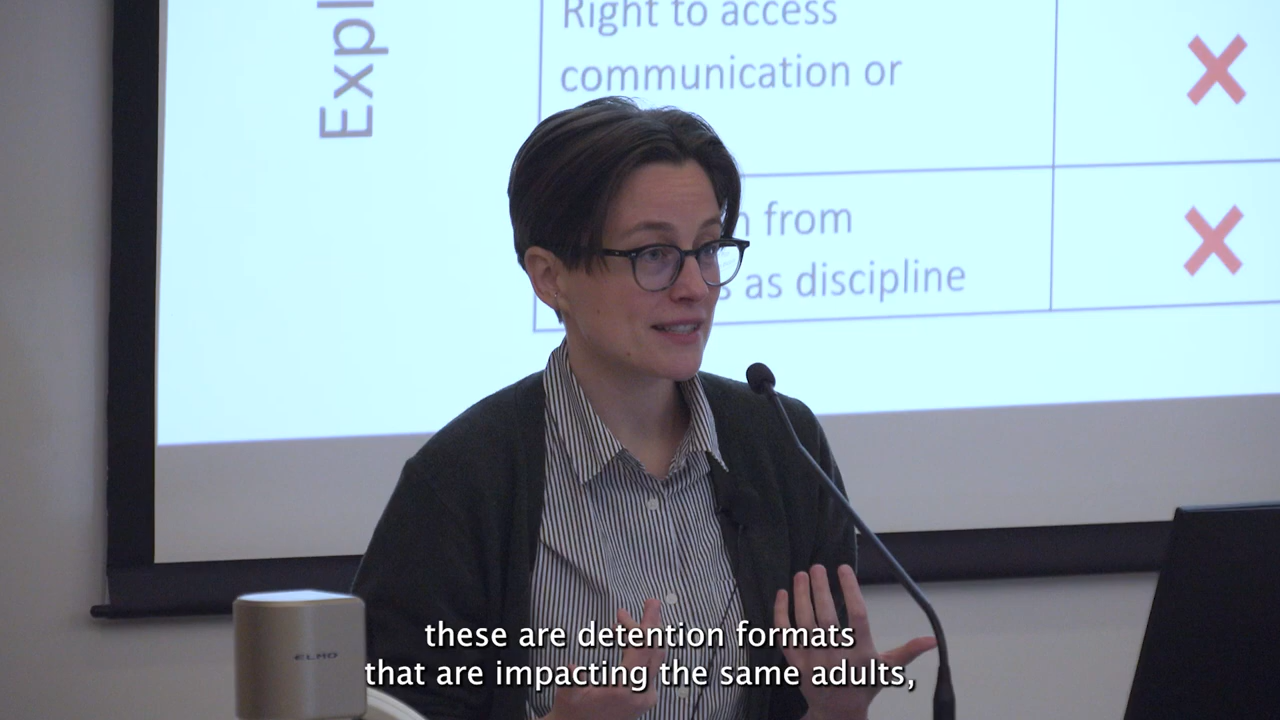 Expl
Right to access
communication or
from
as discipline
ELMO
these are detention formats
that are impacting the same adults,